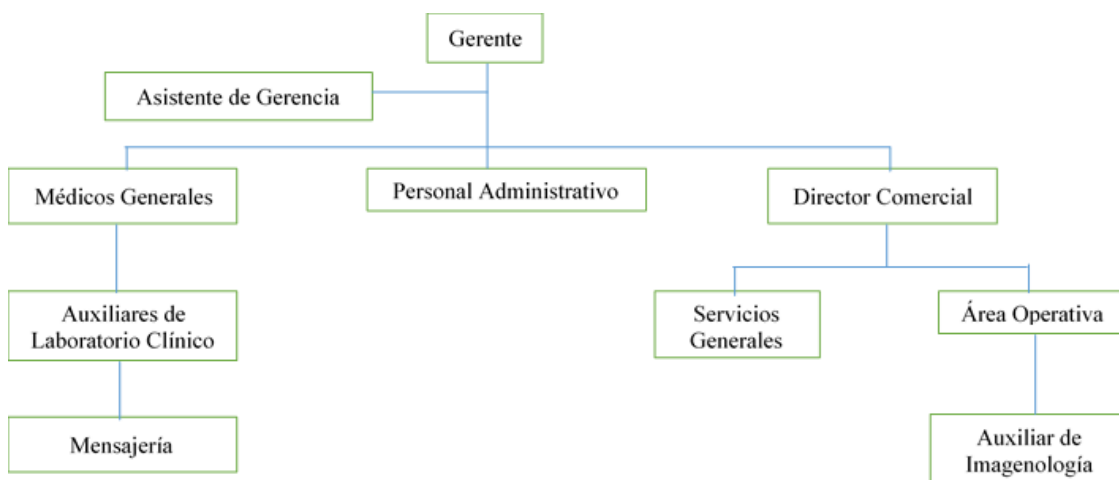 Gerente
Asistente de Gerencia
Médicos Generales
Personal Administrativo
Director Comercial
Auxiliares de
Laboratorio Clínico
Servicios
Generales
Área Operativa
Mensajería
Auxiliar de
Imagenología